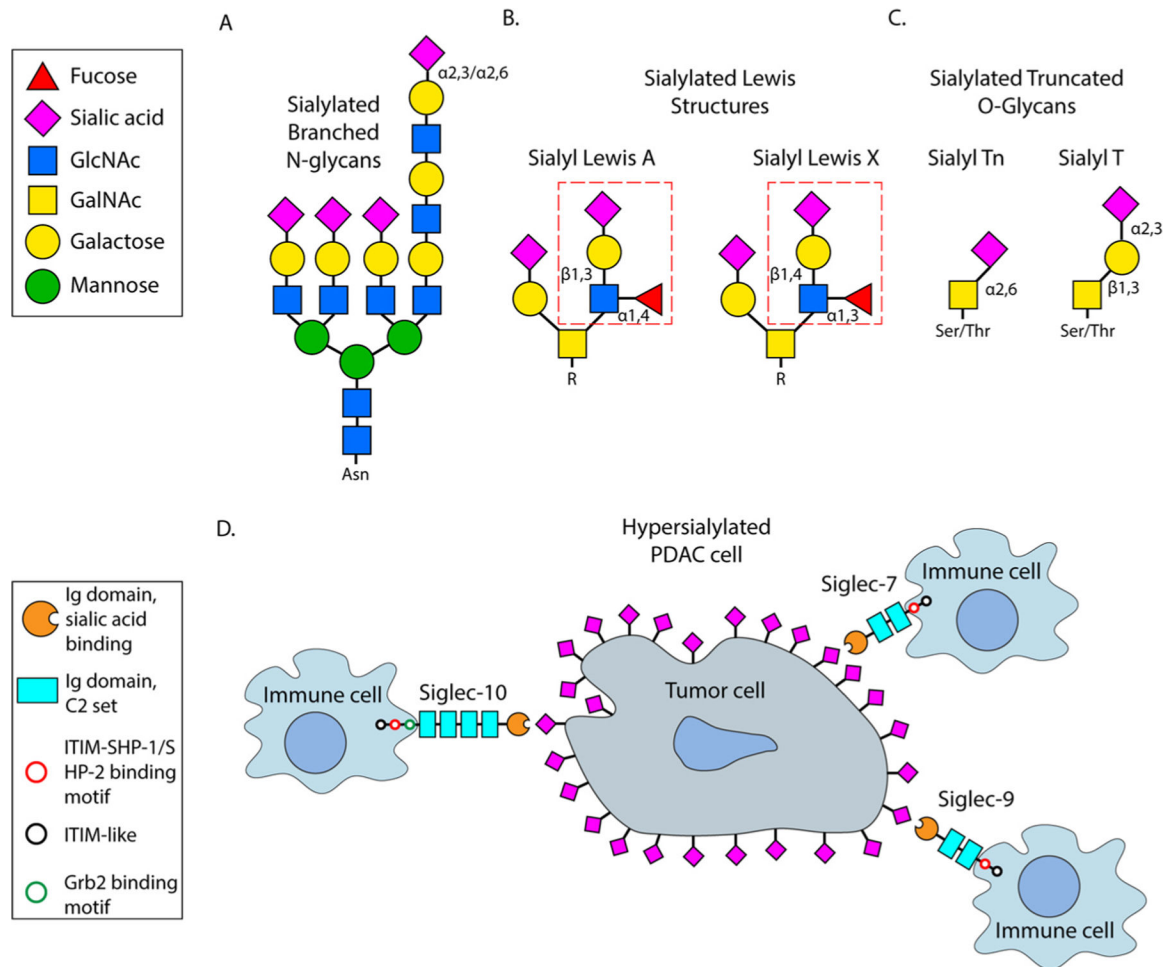 Fucose
Sialic acid
GlcNAc
GalNAc
Galactose
Mannose
A
Sialylated
Branched
N-glycans
α2,3/α2,6
Asn
B.
Sialylated Lewis
Structures
Sialyl Lewis A
β1,3
α1,4
R
Sialyl Lewis X
β1,4
α1,3
R
C.
Sialylated Truncated
O-Glycans
Sialyl Tn
α2,6
Ser/Thr
Sialyl T
α2,3
β1,3
Ser/Thr
Ig domain,
sialic acid
binding
Ig domain,
C2 set
ITIM-SHP-1/S
HP-2 binding
motif
ITIM-like
Grb2 binding
motif
D.
Hypersialylated
PDAC cell
Immune cell
Siglec-10
Tumor cell
Siglec-7
Immune cell
Siglec-9
Immune cell